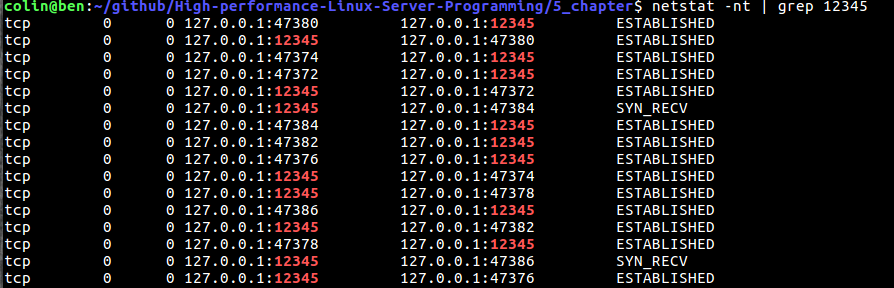 colin@ben:~/github/High-performance-Linux-Server-Programming/5_chapter$ netstat -nt | grep 12345
tcp 0 0 127.0.0.1:47380 127.0.0.1:12345 ESTABLISHED
tcp 0 0 127.0.0.1:12345 127.0.0.1:47380 ESTABLISHED
tcp 0 0 127.0.0.1:47374 127.0.0.1:12345 ESTABLISHED
tcp 0 0 127.0.0.1:47372 127.0.0.1:12345 ESTABLISHED
tcp 0 0 127.0.0.1:12345 127.0.0.1:47372 ESTABLISHED
tcp 0 0 127.0.0.1:12345 127.0.0.1:47384 SYN_RECV
tcp 0 0 127.0.0.1:47384 127.0.0.1:12345 ESTABLISHED
tcp 0 0 127.0.0.1:47382 127.0.0.1:12345 ESTABLISHED
tcp 0 0 127.0.0.1:47376 127.0.0.1:12345 ESTABLISHED
tcp 0 0 127.0.0.1:12345 127.0.0.1:47374 ESTABLISHED
tcp 0 0 127.0.0.1:12345 127.0.0.1:47378 ESTABLISHED
tcp 0 0 127.0.0.1:47386 127.0.0.1:12345 ESTABLISHED
tcp 0 0 127.0.0.1:12345 127.0.0.1:47382 ESTABLISHED
tcp 0 0 127.0.0.1:47378 127.0.0.1:12345 ESTABLISHED
tcp 0 0 127.0.0.1:12345 127.0.0.1:47386 SYN_RECV
tcp 0 0 127.0.0.1:12345 127.0.0.1:47376 ESTABLISHED